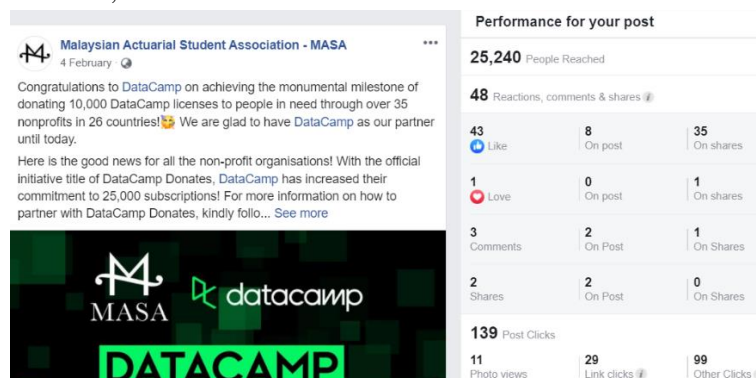 Malaysian Actuarial Student Association - MASA
4 February
Congratulations to DataCamp on achieving the monumental milestone of
donating 10,000 DataCamp licenses to people in need through over 35
nonprofits in 26 countries!🥰 We are glad to have DataCamp as our partner
until today.
Here is the good news for all the non-profit organisations! With the official
initiative title of DataCamp Donates, DataCamp has increased their
commitment to 25,000 subscriptions! For more information on how to
partner with DataCamp Donates, kindly follo... See more
MASA
datacamp
DATACAMP
Performance for your post
25,240 People Reached
48 Reactions, comments & shares
43 8 35
Like On post On shares
1 0 1
Love On post On shares
3 2 1
Comments On Post On Shares
2 2 0
Shares On Post On Shares
139 Post Clicks
11 29 99
Photo views Link clicks Other Clicks